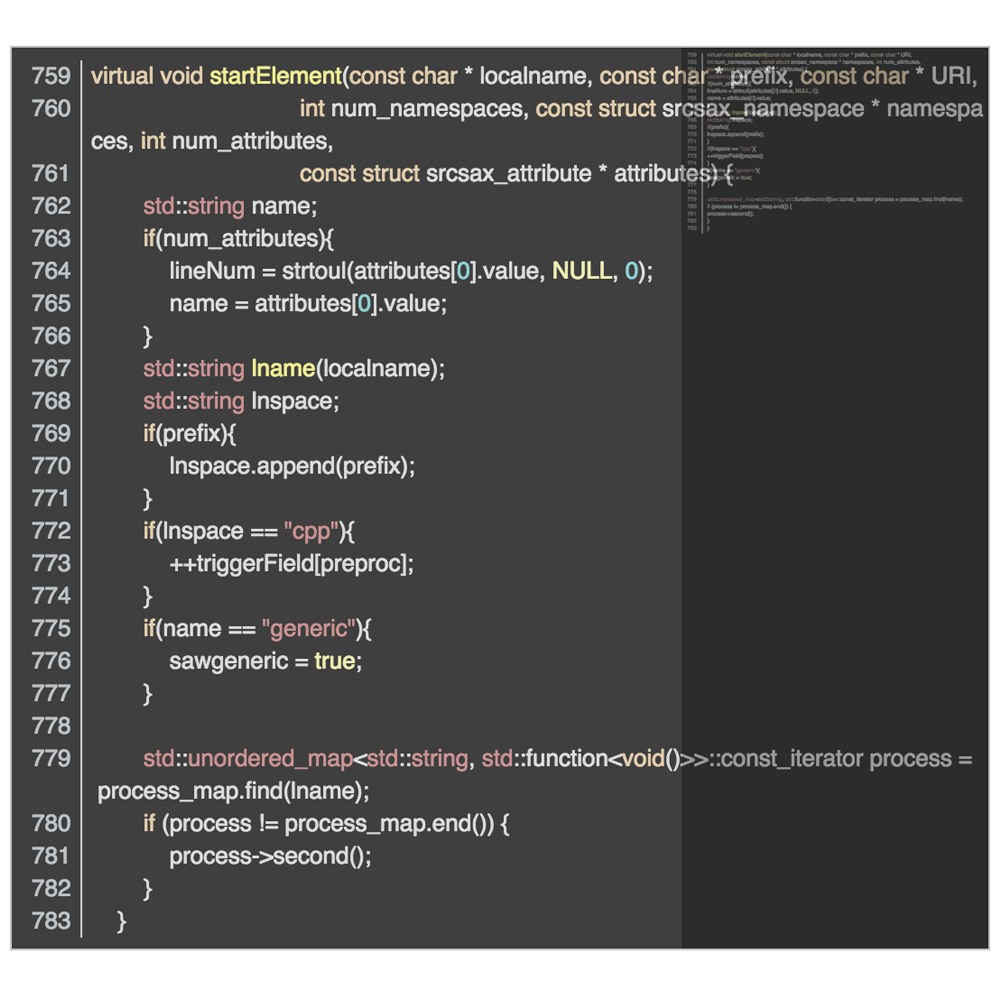 759 virtual void startElement(const char * localname, const char * prefix, const char * URI,
760 int num_namespaces, const struct srcsax_namespace * namespa
ces, int num_attributes,
761 const struct srcsax_attribute * attributes) {
762 std::string name;
763 if(num_attributes){
764 lineNum = strtoul(attributes[0].value, NULL, 0);
765 name = attributes[0].value;
766 }
767 std::string lname(localname);
768 std::string lnspace;
769 if(prefix){
770 lnspace.append(prefix);
771 }
772 if(lnspace == "cpp"){
773 ++triggerField[preproc];
774 }
775 if(name == "generic"){
776 sawgeneric = true;
777 }
778
779 std::unordered_map<std::string, std::function<void()>>::const_iterator process =
process_map.find(lname);
780 if (process != process_map.end()) {
781 process->second();
782 }
783 }